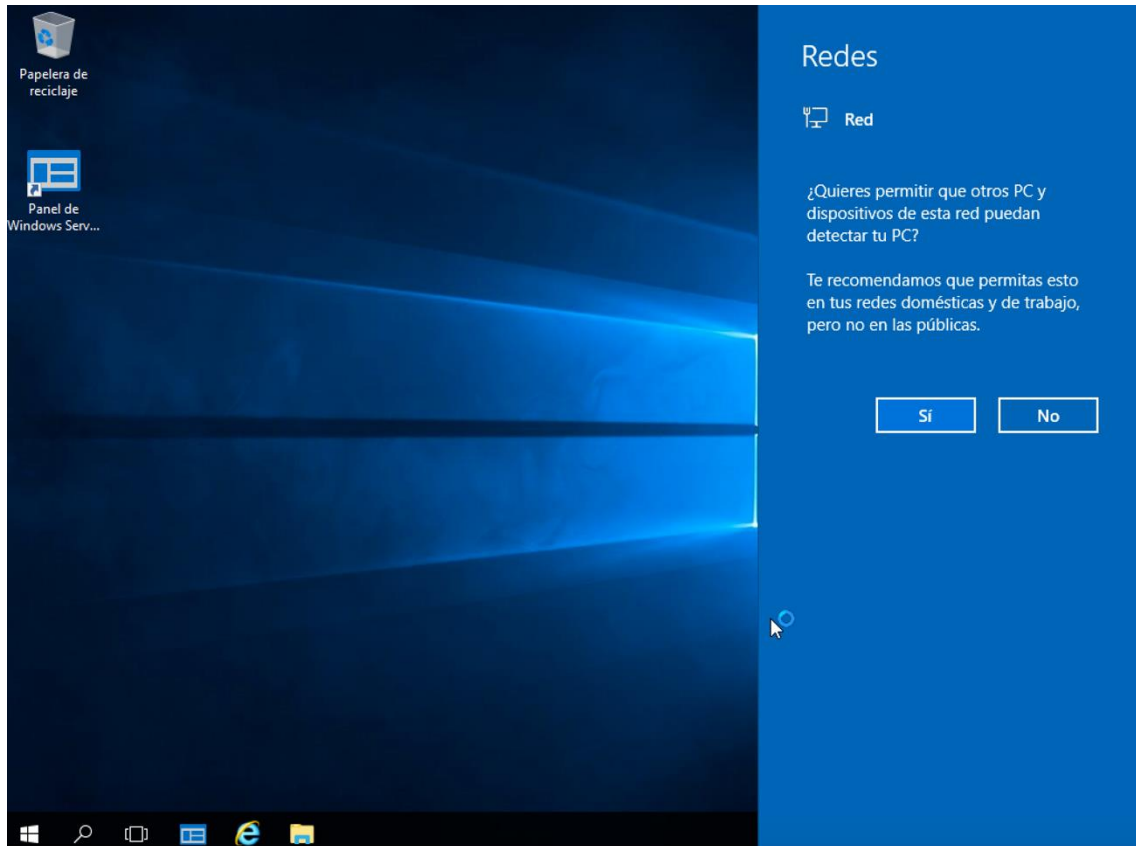 Papelera de
reciclaje
Panel de
Windows Serv...
Redes
Red
¿Quieres permitir que otros PC y
dispositivos de esta red puedan
detectar tu PC?
Te recomendamos que permitas esto
en tus redes domésticas y de trabajo,
pero no en las públicas.
Sí
No